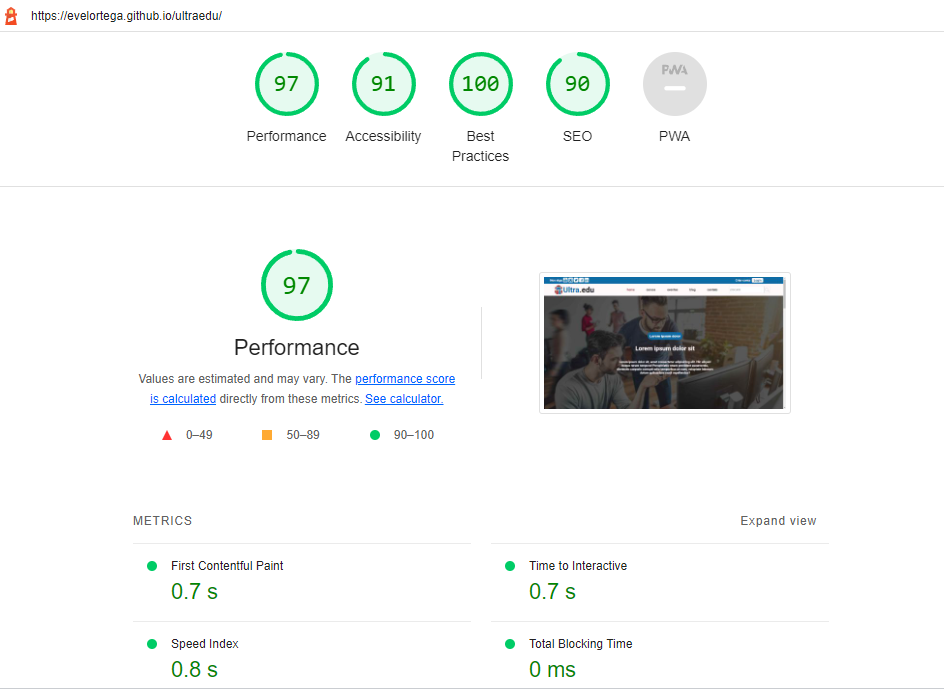 https://evelortega.github.io/ultraedu/
97
91
100
90
PWA
Performance
Accessibility
Best
Practices
SEO
PWA
97
Performance
Values are estimated and may vary. The performance score
is calculated directly from these metrics. See calculator.
0–49
50–89
90–100
Ultra.edu
Lorem ipsum dolor
Lorem ipsum dolor sit
METRICS
Expand view
First Contentful Paint
0.7 s
Time to Interactive
0.7 s
Speed Index
0.8 s
Total Blocking Time
0 ms